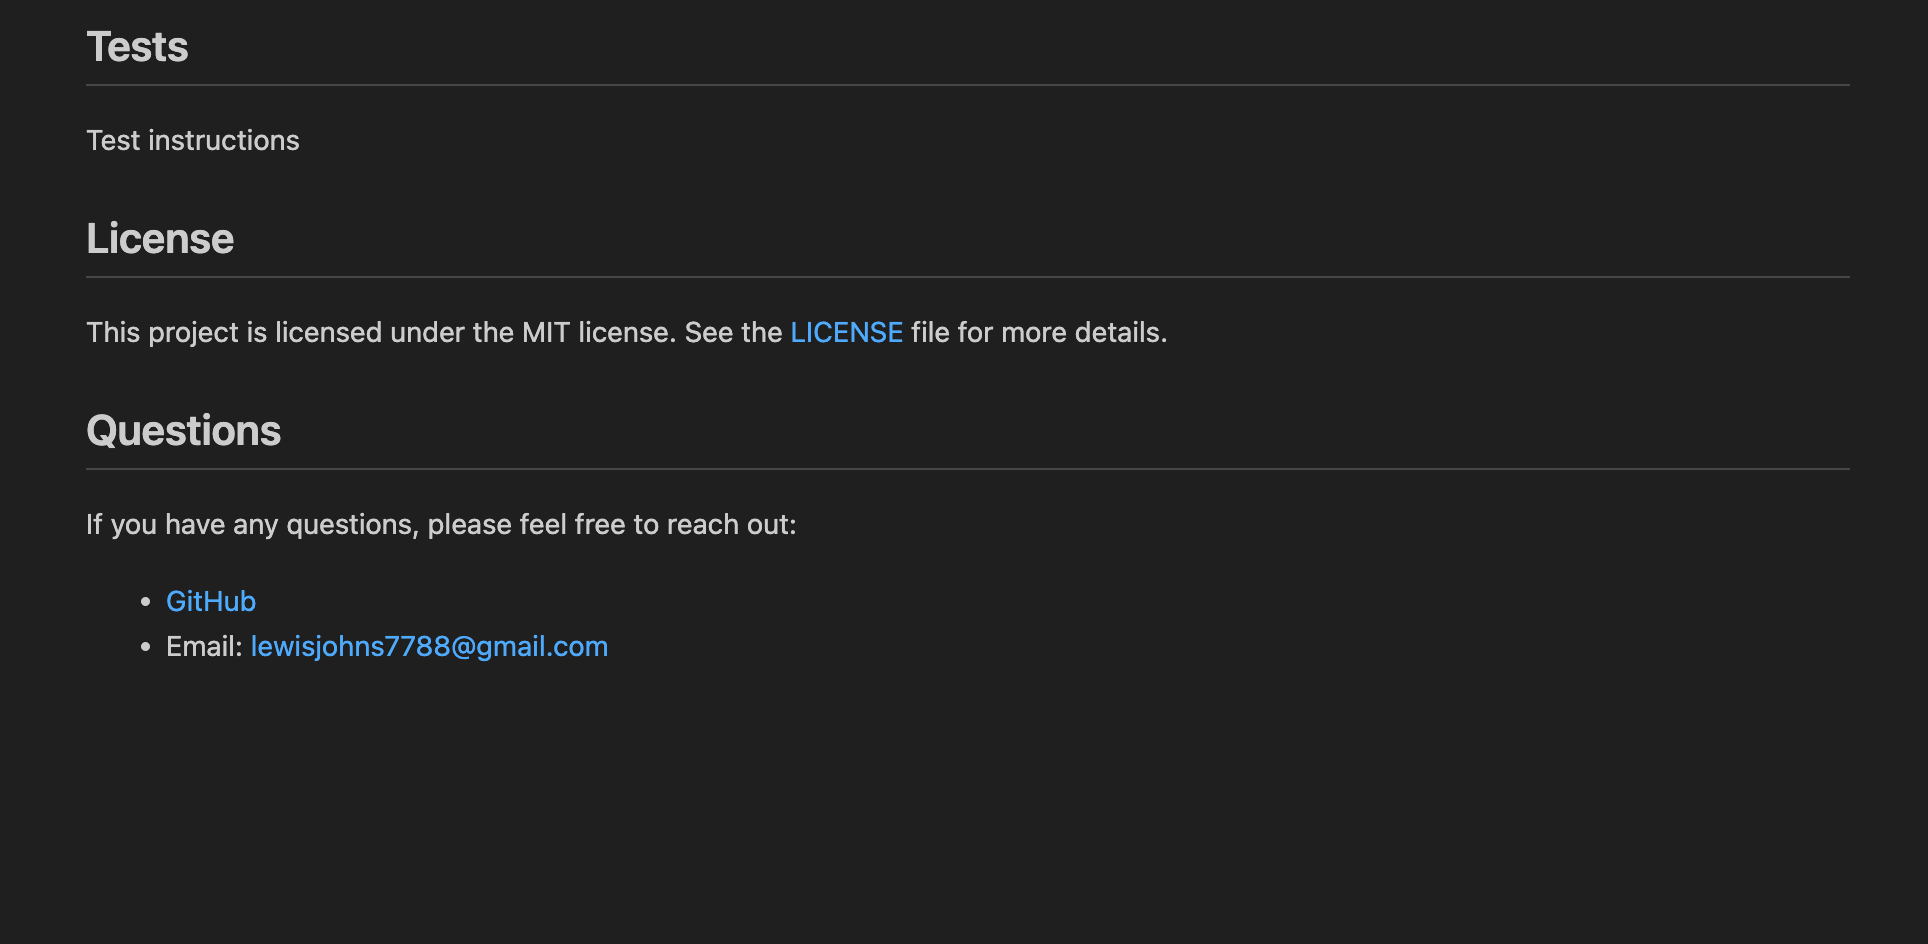 Tests
Test instructions
License
This project is licensed under the MIT license. See the LICENSE file for more details.
Questions
If you have any questions, please feel free to reach out:
• GitHub
• Email: lewisjohns7788@gmail.com